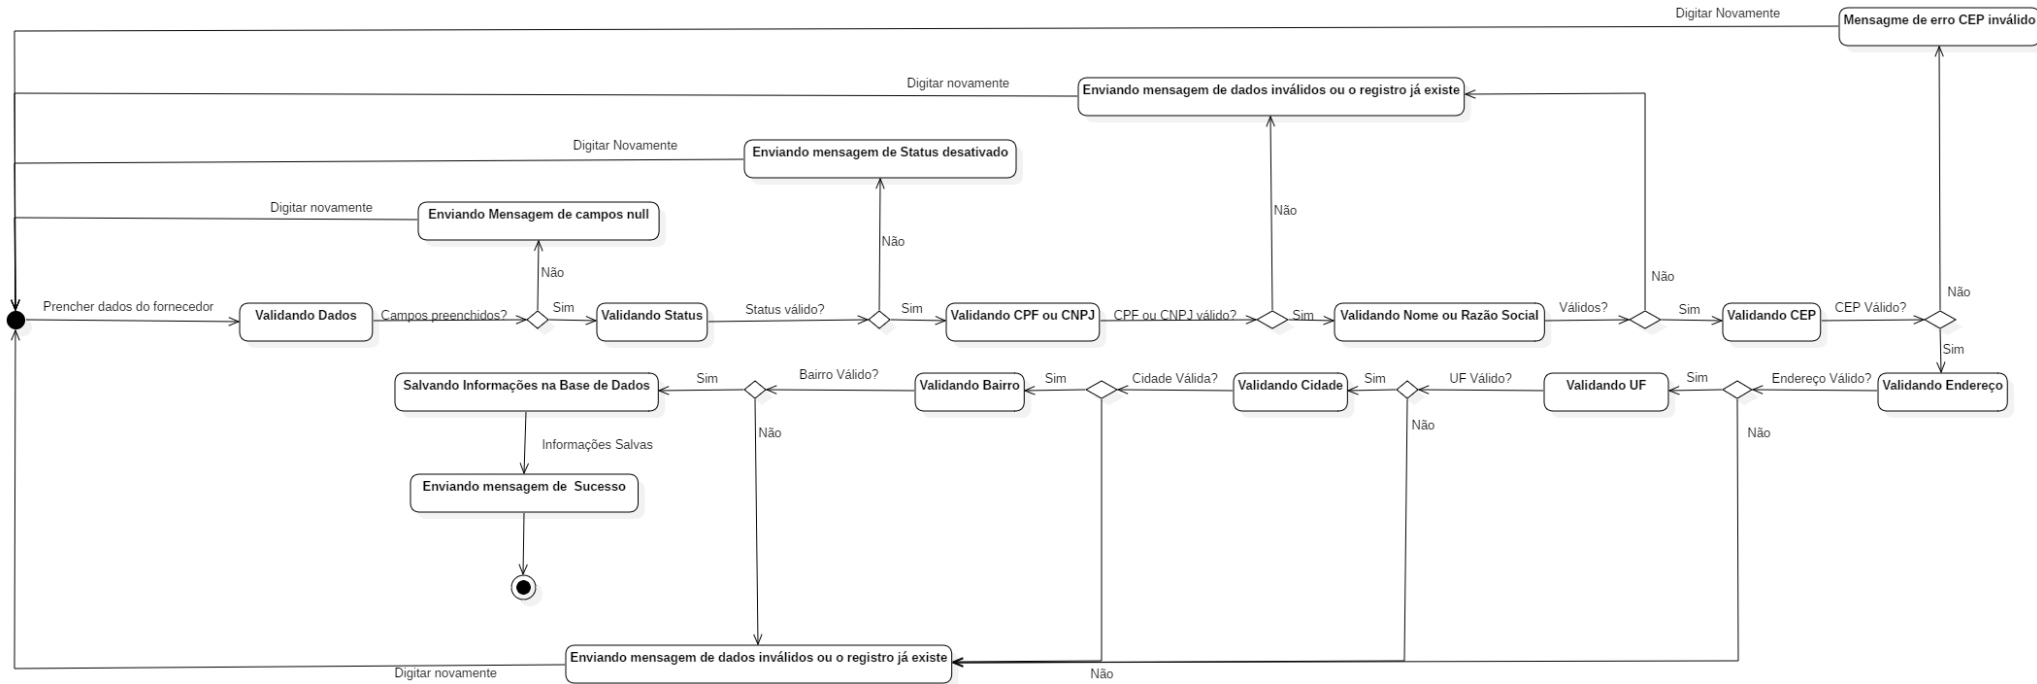 Digitar Novamente
Mensagme de erro CEP inválido
Digitar novamente
Enviando mensagem de dados inválidos ou o registro já existe
Digitar Novamente
Enviando mensagem de Status desativado
Digitar novamente
Enviando Mensagem de campos null
Não
Não
Não
Não
Não
Prencher dados do fornecedor
Validando Dados
Campos preenchidos?
Sim
Validando Status
Status válido?
Sim
Validando CPF ou CNPJ
CPF ou CNPJ válido?
Sim
Validando Nome ou Razão Social
Válidos?
Sim
Validando CEP
CEP Válido?
Sim
Validando Endereço
Endereço Válido?
Sim
Validando UF
UF Válido?
Sim
Validando Cidade
Cidade Válida?
Sim
Validando Bairro
Bairro Válido?
Sim
Salvando Informações na Base de Dados
Não
Não
Não
Informações Salvas
Enviando mensagem de  Sucesso
Enviando mensagem de dados inválidos ou o registro já existe
Digitar novamente
Não